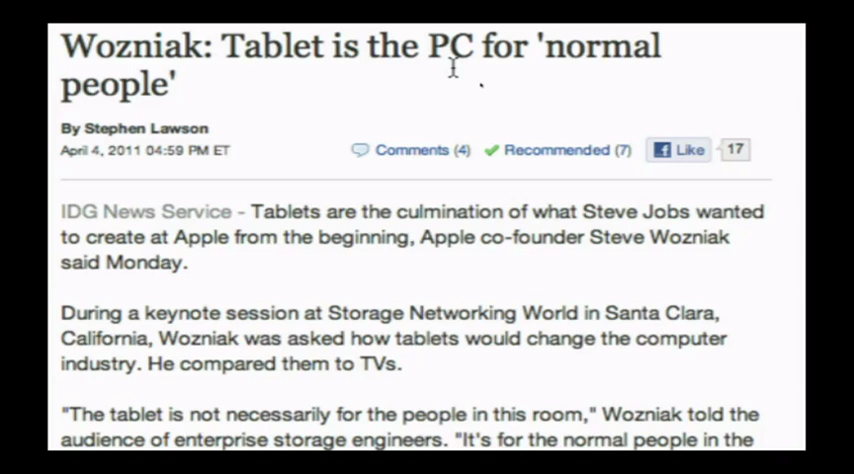 Wozniak: Tablet is the PC for 'normal
people'
By Stephen Lawson
April 4, 2011 04:59 PM ET
Comments (4) Recommended (7) Like 17
IDG News Service - Tablets are the culmination of what Steve Jobs wanted
to create at Apple from the beginning, Apple co-founder Steve Wozniak
said Monday.
During a keynote session at Storage Networking World in Santa Clara,
California, Wozniak was asked how tablets would change the computer
industry. He compared them to TVs.
"The tablet is not necessarily for the people in this room," Wozniak told the
audience of enterprise storage engineers. "It's for the normal people in the